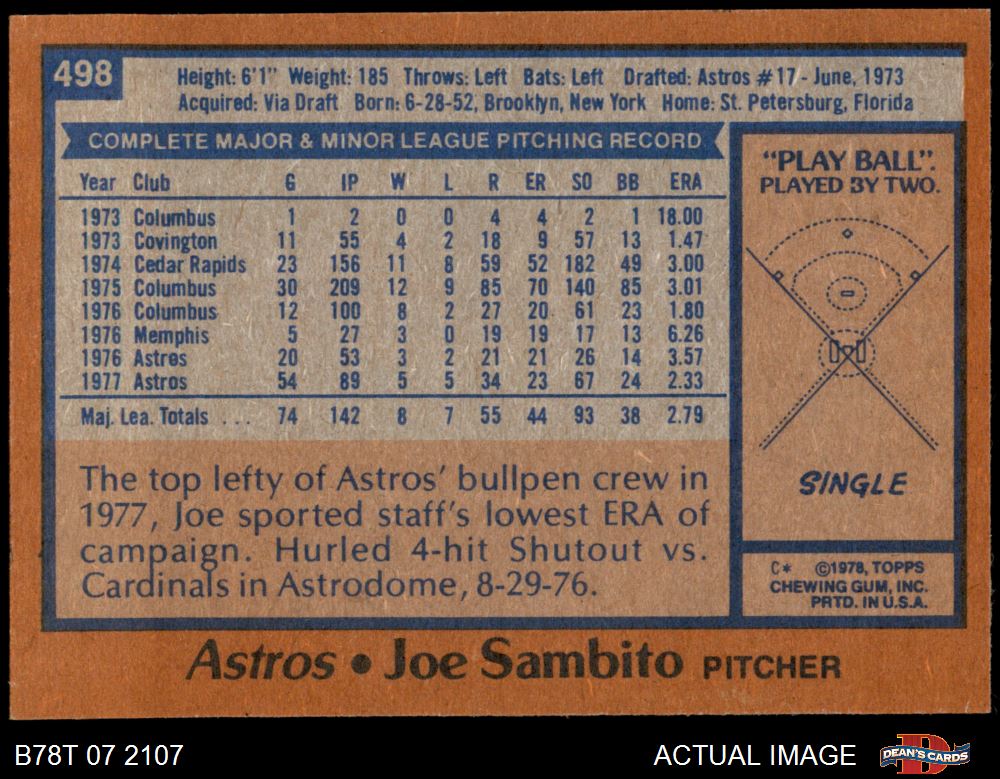 498
Height: 6'1" Weight: 185 Throws: Left Bats: Left Drafted: Astros #17 - June, 1973
Acquired: Via Draft Born: 6-28-52, Brooklyn, New York Home: St. Petersburg, Florida
COMPLETE MAJOR & MINOR LEAGUE PITCHING RECORD
Year Club G IP W L R ER SO BB ERA
1973 Columbus 1 2 0 0 4 4 2 1 18.00
1973 Covington 11 55 4 2 18 9 57 13 1.47
1974 Cedar Rapids 23 156 11 8 59 52 182 49 3.00
1975 Columbus 30 209 12 9 85 70 140 85 3.01
1976 Columbus 12 100 8 2 27 20 61 23 1.80
1976 Memphis 5 27 3 0 19 19 17 13 6.26
1976 Astros 20 53 3 2 21 21 26 14 3.57
1977 Astros 54 89 5 5 34 23 67 24 2.33
Maj. Lea. Totals ... 74 142 8 7 55 44 93 38 2.79
The top lefty of Astros' bullpen crew in
1977, Joe sported staff's lowest ERA of
campaign. Hurled 4-hit Shutout vs.
Cardinals in Astrodome, 8-29-76.
"PLAY BALL".
PLAYED BY TWO.
SINGLE
C* ©1978, TOPPS
CHEWING GUM, INC.
PRTD. IN U.S.A.
Astros • Joe Sambito PITCHER
B78T 07 2107
ACTUAL IMAGE
DEAN'S CARDS